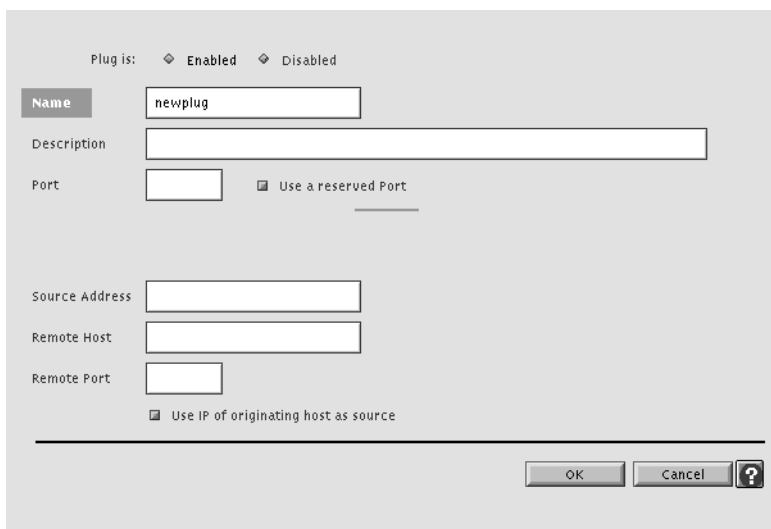 Plug is: Enabled Disabled
Name newplug
Description
Port Use a reserved Port
Source Address
Remote Host
Remote Port
Use IP of originating host as source
OK Cancel ?